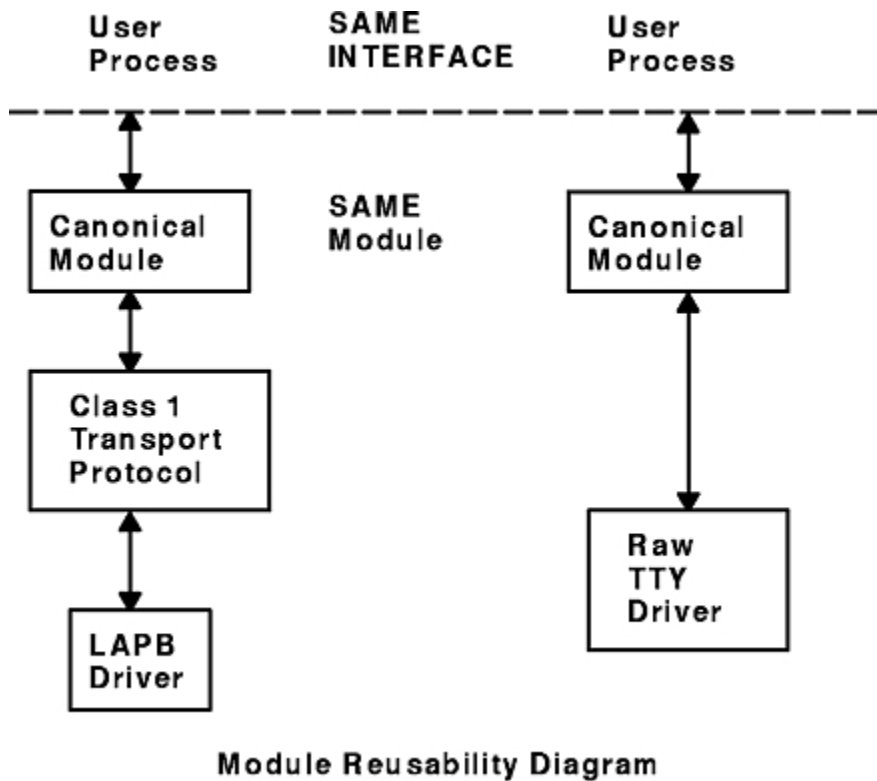 User
Process
SAME
INTERFACE
User
Process
Canonical
Module
SAME
Module
Canonical
Module
Class 1
Transport
Protocol
Raw
TTY
Driver
LAPB
Driver
Module Reusability Diagram